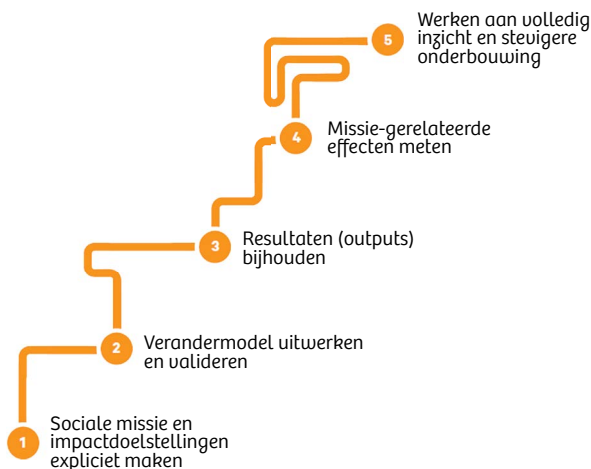 5
Werken aan volledig
inzicht en stevigere
onderbouwing
4
Missie-gerelateerde
effecten meten
3
Resultaten (outputs)
bijhouden
2
Verandermodel uitwerken
en valideren
1
Sociale missie en
impactdoelstellingen
expliciet maken